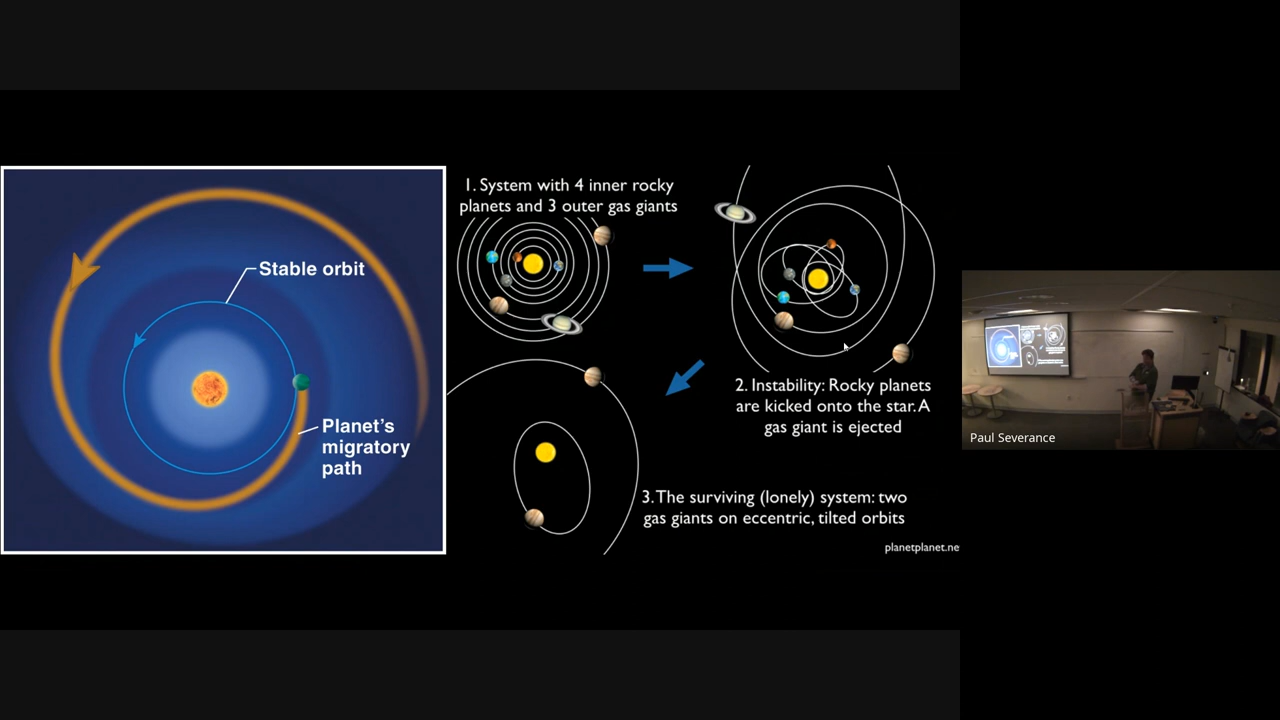 Stable orbit
Planet's
migratory
path
1. System with 4 inner rocky
planets and 3 outer gas giants
2. Instability: Rocky planets
are kicked onto the star. A
gas giant is ejected
3. The surviving (lonely) system: two
gas giants on eccentric, tilted orbits
planetplanet.ne
Paul Severance